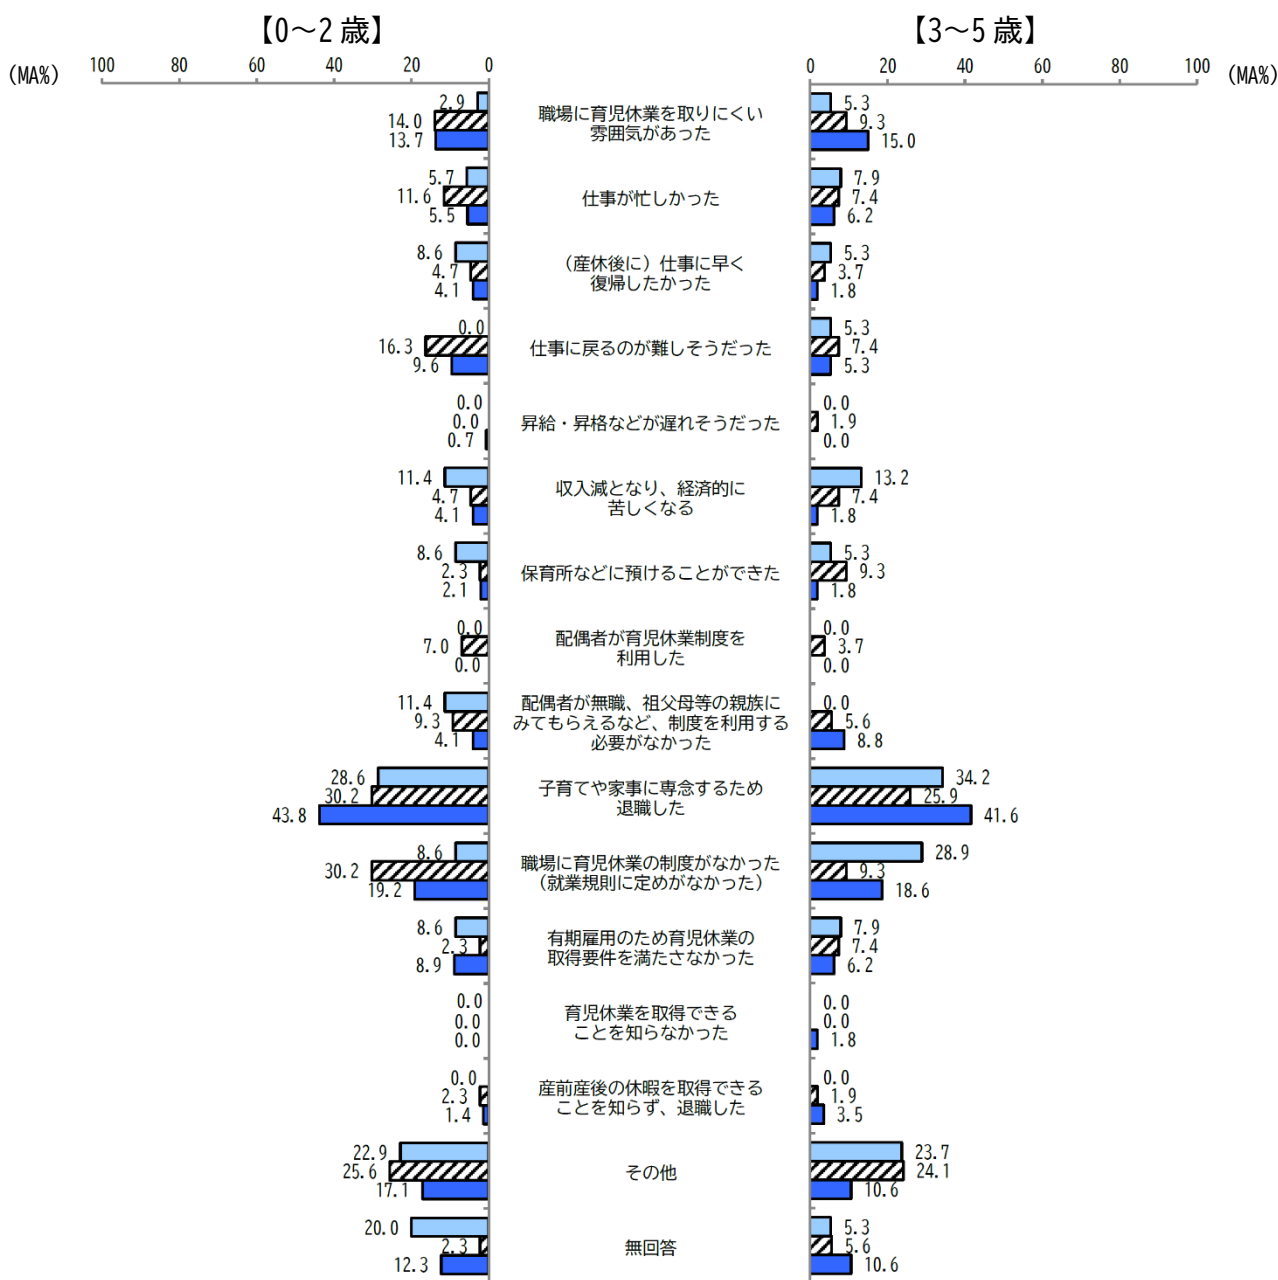 【0～2 歳】
【3～5 歳】
(MA%)
100 80 60 40 20 0
0 20 40 60 80 100
(MA%)
2.9
14.0
13.7
職場に育児休業を取りにくい
雰囲気があった
5.3
9.3
15.0
5.7
11.6
5.5
仕事が忙しかった
7.9
7.4
6.2
8.6
4.7
4.1
（産休後に）仕事に早く
復帰したかった
5.3
3.7
1.8
0.0
16.3
9.6
仕事に戻るのが難しそうだった
5.3
7.4
5.3
0.0
0.0
0.7
昇給・昇格などが遅れそうだった
0.0
1.9
0.0
11.4
4.7
4.1
収入減となり、経済的に
苦しくなる
13.2
7.4
1.8
8.6
2.3
2.1
保育所などに預けることができた
5.3
9.3
1.8
0.0
7.0
0.0
配偶者が育児休業制度を
利用した
0.0
3.7
0.0
11.4
9.3
4.1
配偶者が無職、祖父母等の親族に
みてもらえるなど、制度を利用する
必要がなかった
0.0
5.6
8.8
28.6
30.2
43.8
子育てや家事に専念するため
退職した
34.2
25.9
41.6
8.6
30.2
19.2
職場に育児休業の制度がなかった
（就業規則に定めがなかった）
28.9
9.3
18.6
8.6
2.3
8.9
有期雇用のため育児休業の
取得要件を満たさなかった
7.9
7.4
6.2
0.0
0.0
0.0
育児休業を取得できる
ことを知らなかった
0.0
0.0
1.8
0.0
2.3
1.4
産前産後の休暇を取得できる
ことを知らず、退職した
0.0
1.9
3.5
22.9
25.6
17.1
その他
23.7
24.1
10.6
20.0
2.3
12.3
無回答
5.3
5.6
10.6